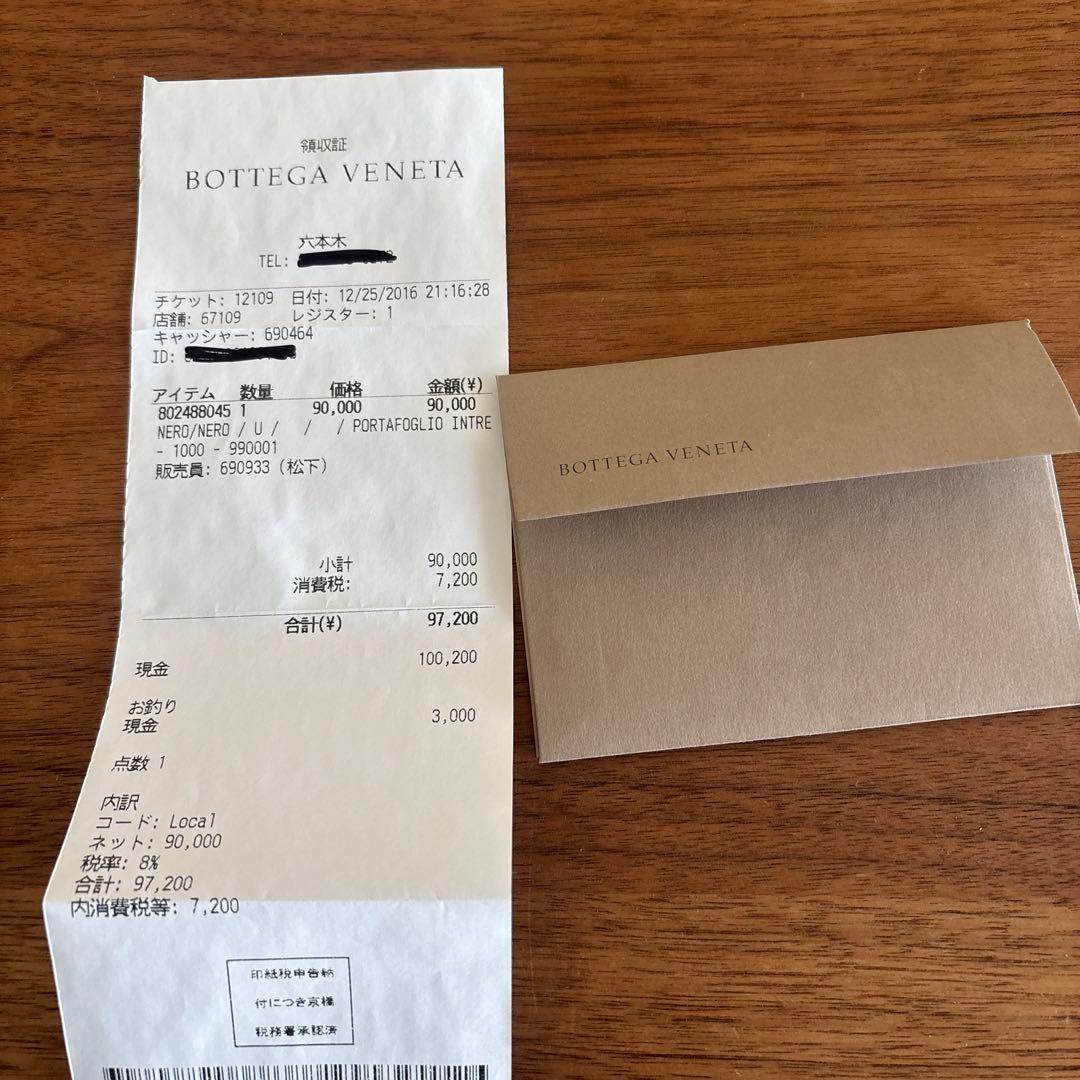 領収証
BOTTEGA VENETA
六本木
TEL:
チケット: 12109 日付: 12/25/2016 21:16:28
店舗: 67109 レジスター: 1
キャッシャー: 690464
ID:
アイテム 数量 価格 金額(¥)
802488045 1 90,000 90,000
NERO/NERO / U / / / PORTAFOGLIO INTRE
- 1000 - 990001
販売員: 690933 (松下)
小計 90,000
消費税: 7,200
合計(¥) 97,200
現金 100,200
お釣り
現金 3,000
点数 1
内訳
コード: Local
ネット: 90,000
税率: 8%
合計: 97,200
内消費税等: 7,200
印紙税申告納
付につき京橋
税務署承認済
BOTTEGA VENETA